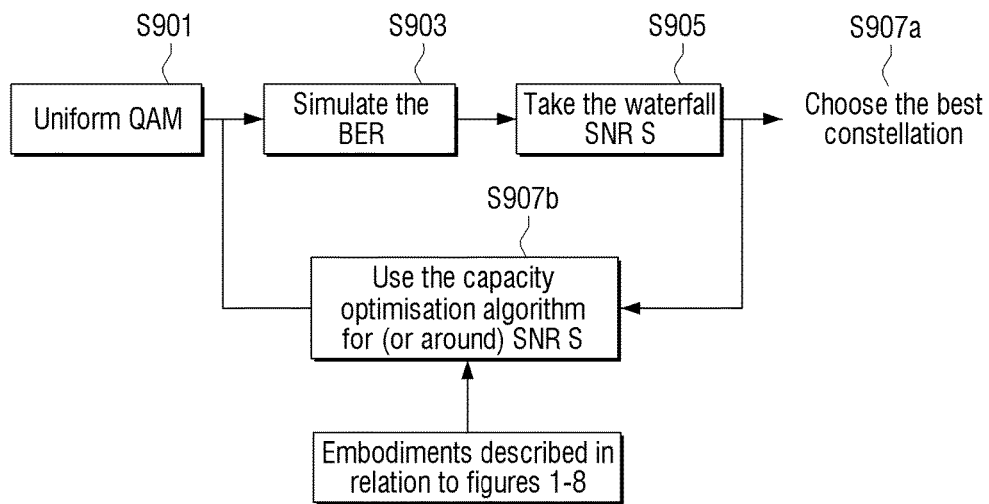 S901
S903
S905
S907a
Uniform QAM
Simulate the
BER
Take the waterfall
SNR S
Choose the best
constellation
S907b
Use the capacity
optimisation algorithm
for (or around) SNR S
Embodiments described in
relation to figures 1-8